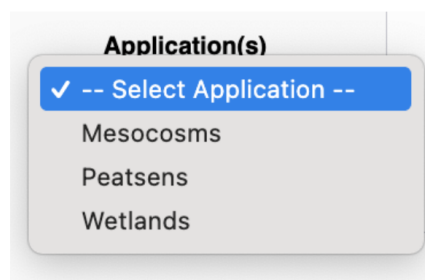 Application(s)
✓ -- Select Application --
Mesocosms
Peatsens
Wetlands